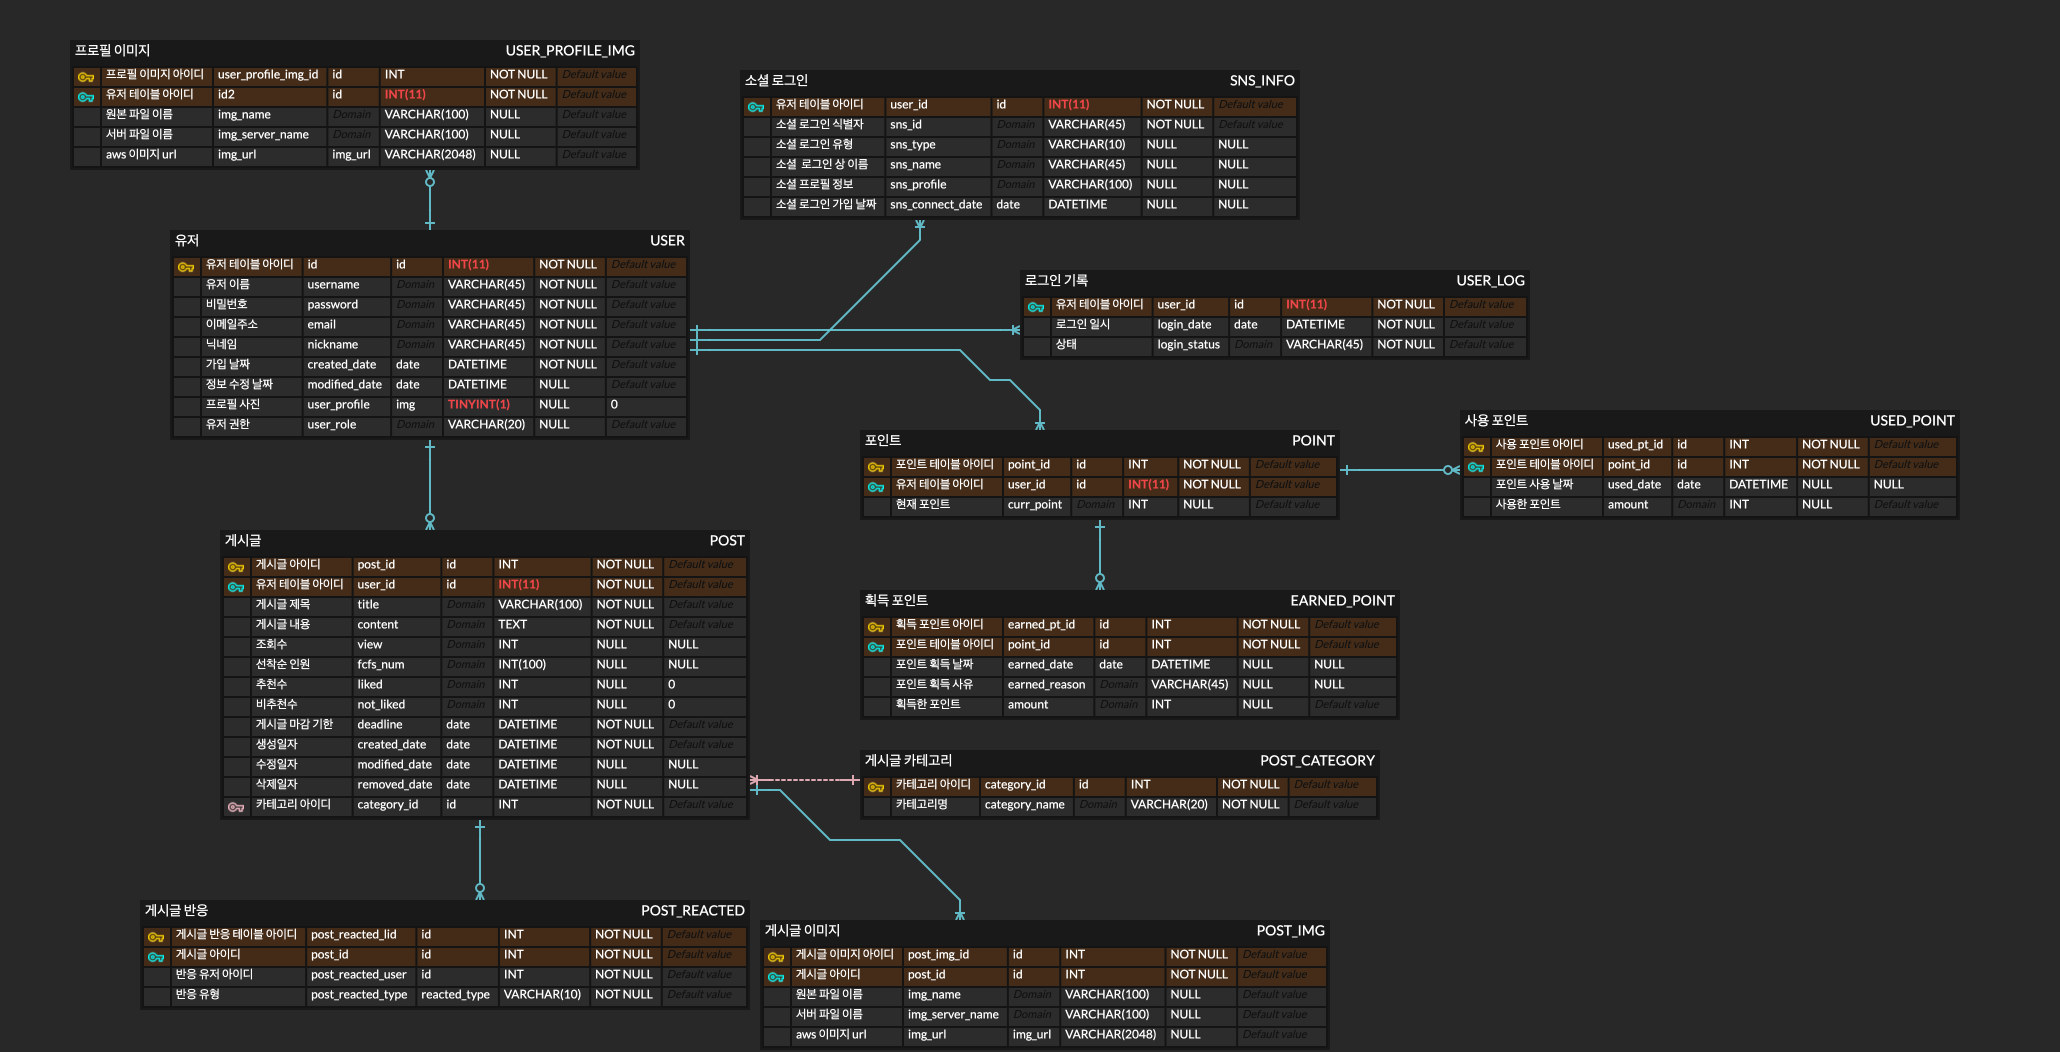 프로필 이미지 USER_PROFILE_IMG
프로필 이미지 아이디 user_profile_img_id id INT NOT NULL Default value
유저 테이블 아이디 id2 id INT(11) NOT NULL Default value
원본 파일 이름 img_name Domain VARCHAR(100) NULL Default value
서버 파일 이름 img_server_name Domain VARCHAR(100) NULL Default value
aws 이미지 url img_url img_url VARCHAR(2048) NULL Default value
소셜 로그인 SNS_INFO
유저 테이블 아이디 user_id id INT(11) NOT NULL Default value
소셜 로그인 식별자 sns_id Domain VARCHAR(45) NOT NULL Default value
소셜 로그인 유형 sns_type Domain VARCHAR(10) NULL NULL
소셜 로그인 상 이름 sns_name Domain VARCHAR(45) NULL NULL
소셜 프로필 정보 sns_profile Domain VARCHAR(100) NULL NULL
소셜 로그인 가입 날짜 sns_connect_date date DATETIME NULL NULL
유저 USER
유저 테이블 아이디 id id INT(11) NOT NULL Default value
유저 이름 username Domain VARCHAR(45) NOT NULL Default value
비밀번호 password Domain VARCHAR(45) NOT NULL Default value
이메일주소 email Domain VARCHAR(45) NOT NULL Default value
닉네임 nickname Domain VARCHAR(45) NOT NULL Default value
가입 날짜 created_date date DATETIME NOT NULL Default value
정보 수정 날짜 modified_date date DATETIME NULL Default value
프로필 사진 user_profile img TINYINT(1) NULL 0
유저 권한 user_role Domain VARCHAR(20) NULL Default value
로그인 기록 USER_LOG
유저 테이블 아이디 user_id id INT(11) NOT NULL Default value
로그인 일시 login_date date DATETIME NOT NULL Default value
상태 login_status Domain VARCHAR(45) NOT NULL Default value
포인트 POINT
포인트 테이블 아이디 point_id id INT NOT NULL Default value
유저 테이블 아이디 user_id id INT(11) NOT NULL Default value
현재 포인트 curr_point Domain INT NULL Default value
사용 포인트 USED_POINT
사용 포인트 아이디 used_pt_id id INT NOT NULL Default value
포인트 테이블 아이디 point_id id INT NOT NULL Default value
포인트 사용 날짜 used_date date DATETIME NULL NULL
사용한 포인트 amount Domain INT NULL Default value
게시글 POST
게시글 아이디 post_id id INT NOT NULL Default value
유저 테이블 아이디 user_id id INT(11) NOT NULL Default value
게시글 제목 title Domain VARCHAR(100) NOT NULL Default value
게시글 내용 content Domain TEXT NOT NULL Default value
조회수 view Domain INT NULL NULL
선착순 인원 fcfs_num Domain INT(100) NULL NULL
추천수 liked Domain INT NULL 0
비추천수 not_liked Domain INT NULL 0
게시글 마감 기한 deadline date DATETIME NOT NULL Default value
생성일자 created_date date DATETIME NOT NULL Default value
수정일자 modified_date date DATETIME NULL NULL
삭제일자 removed_date date DATETIME NULL NULL
카테고리 아이디 category_id id INT NOT NULL Default value
획득 포인트 EARNED_POINT
획득 포인트 아이디 earned_pt_id id INT NOT NULL Default value
포인트 테이블 아이디 point_id id INT NOT NULL Default value
포인트 획득 날짜 earned_date date DATETIME NULL NULL
포인트 획득 사유 earned_reason Domain VARCHAR(45) NULL NULL
획득한 포인트 amount Domain INT NULL Default value
게시글 카테고리 POST_CATEGORY
카테고리 아이디 category_id id INT NOT NULL Default value
카테고리명 category_name Domain VARCHAR(20) NOT NULL Default value
게시글 반응 POST_REACTED
게시글 반응 테이블 아이디 post_reacted_lid id INT NOT NULL Default value
게시글 아이디 post_id id INT NOT NULL Default value
반응 유저 아이디 post_reacted_user id INT NOT NULL Default value
반응 유형 post_reacted_type reacted_type VARCHAR(10) NOT NULL Default value
게시글 이미지 POST_IMG
게시글 이미지 아이디 post_img_id id INT NOT NULL Default value
게시글 아이디 post_id id INT NOT NULL Default value
원본 파일 이름 img_name Domain VARCHAR(100) NULL Default value
서버 파일 이름 img_server_name Domain VARCHAR(100) NULL Default value
aws 이미지 url img_url img_url VARCHAR(2048) NULL Default value